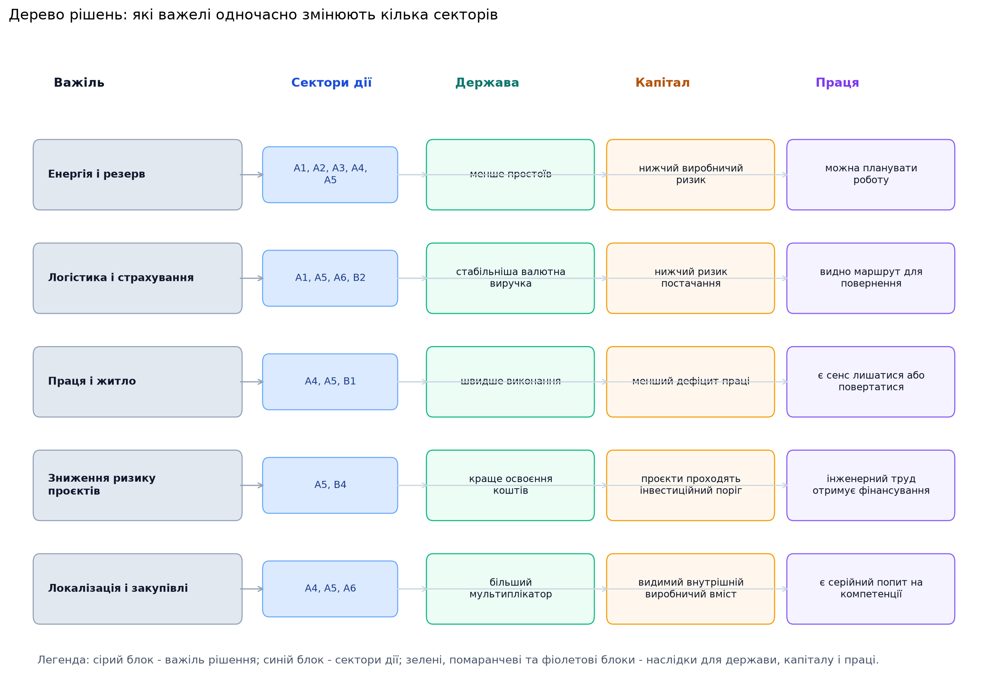 Дерево рішень: які важелі одночасно змінюють кілька секторів
Важіль
Сектори дії
Держава
Капітал
Праця
Енергія і резерв
A1, A2, A3, A4,
A5
менше простоїв
нижчий виробничий
ризик
можна планувати
роботу
Логістика і страхування
A1, A5, A6, B2
стабільніша валютна
виручка
нижчий ризик
постачання
видно маршрут для
повернення
Праця і житло
A4, A5, B1
швидше виконання
менший дефіцит праці
є сенс лишатися або
повертатися
Зниження ризику
проєктів
A5, B4
краще освоєння
коштів
проєкти проходять
інвестиційний поріг
інженерний труд
отримує фінансування
Локалізація і закупівлі
A4, A5, A6
більший
мультиплікатор
видимий внутрішній
виробничий вміст
є серійний попит на
компетенції
Легенда: сірий блок - важіль рішення; синій блок - сектори дії; зелені, помаранчеві та фіолетові блоки - наслідки для держави, капіталу і праці.